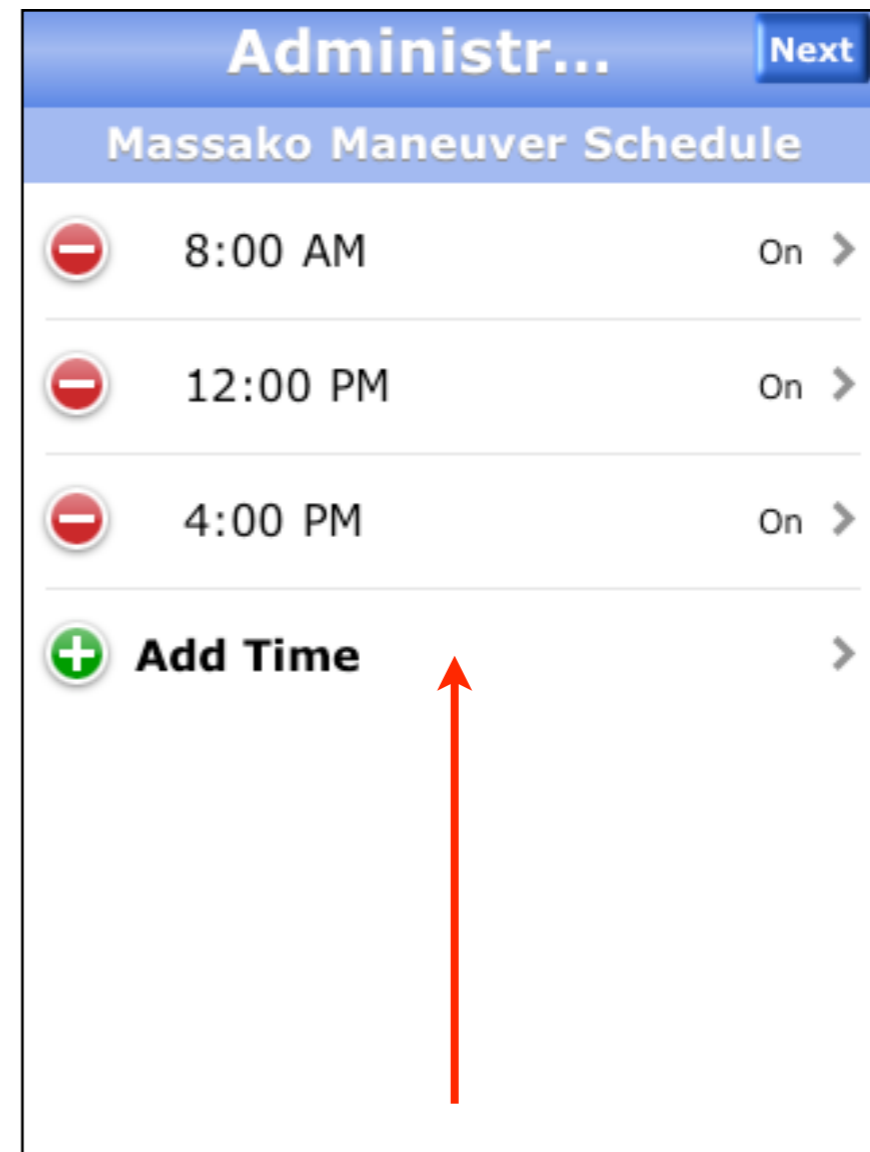 Administr...
Next
Massako Maneuver Schedule
8:00 AM On
12:00 PM On
4:00 PM On
Add Time